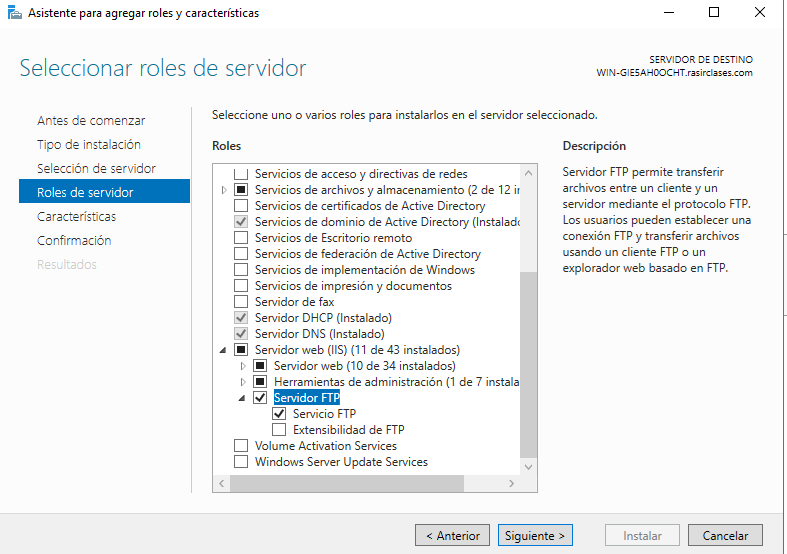 Asistente para agregar roles y características
Seleccionar roles de servidor
SERVIDOR DE DESTINO
WIN-GIE5AH0OCHT.rasirclases.com
Antes de comenzar
Tipo de instalación
Selección de servidor
Roles de servidor
Características
Confirmación
Resultados
Seleccione uno o varios roles para instalarlos en el servidor seleccionado.
Roles
Servicios de acceso y directivas de redes
Servicios de archivos y almacenamiento (2 de 12 in
Servicios de certificados de Active Directory
Servicios de dominio de Active Directory (Instalado
Servicios de Escritorio remoto
Servicios de federación de Active Directory
Servicios de implementación de Windows
Servicios de impresión y documentos
Servidor de fax
Servidor DHCP (Instalado)
Servidor DNS (Instalado)
Servidor web (IIS) (11 de 43 instalados)
Servidor web (10 de 34 instalados)
Herramientas de administración (1 de 7 instala
Servidor FTP
Servicio FTP
Extensibilidad de FTP
Volume Activation Services
Windows Server Update Services
Descripción
Servidor FTP permite transferir
archivos entre un cliente y un
servidor mediante el protocolo FTP.
Los usuarios pueden establecer una
conexión FTP y transferir archivos
usando un cliente FTP o un
explorador web basado en FTP.
< Anterior
Siguiente >
Instalar
Cancelar